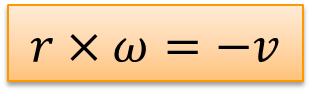 r × ω = −v